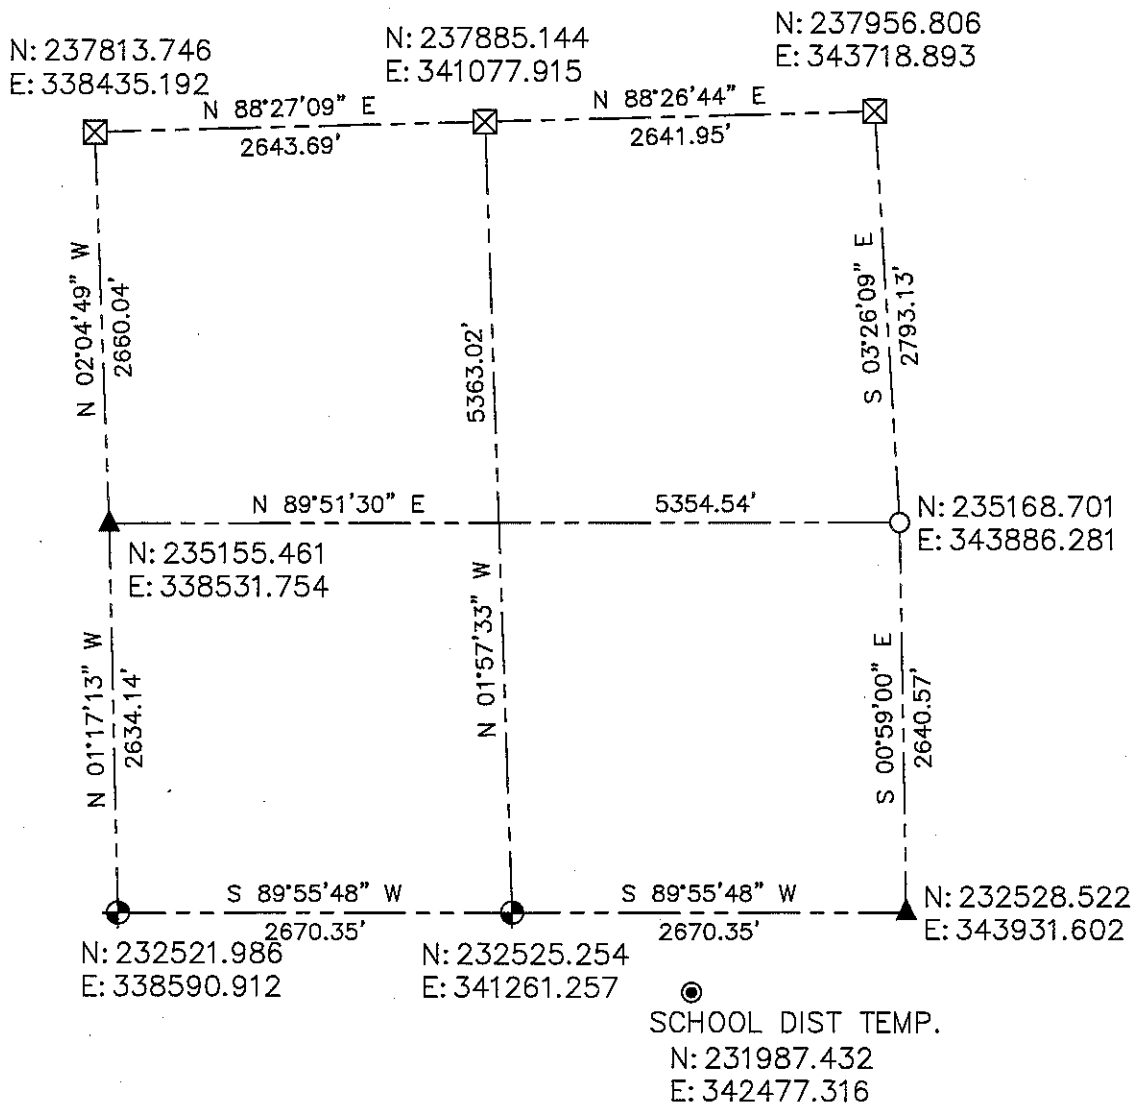 N: 237813.746
E: 338435.192
N: 237885.144
E: 341077.915
N: 237956.806
E: 343718.893
N 88°27'09" E
2643.69'
N 88°26'44" E
2641.95'
N 02°04'49" W
2660.04'
5363.02'
S 03°26'09" E
2793.13'
N 89°51'30" E
5354.54'
N: 235168.701
E: 343886.281
N: 235155.461
E: 338531.754
N 01°17'13" W
2634.14'
N 01°57'33" W
S 00°59'00" E
2640.57'
S 89°55'48" W
2670.35'
S 89°55'48" W
2670.35'
N: 232528.522
E: 343931.602
N: 232521.986
E: 338590.912
N: 232525.254
E: 341261.257
SCHOOL DIST TEMP.
N: 231987.432
E: 342477.316